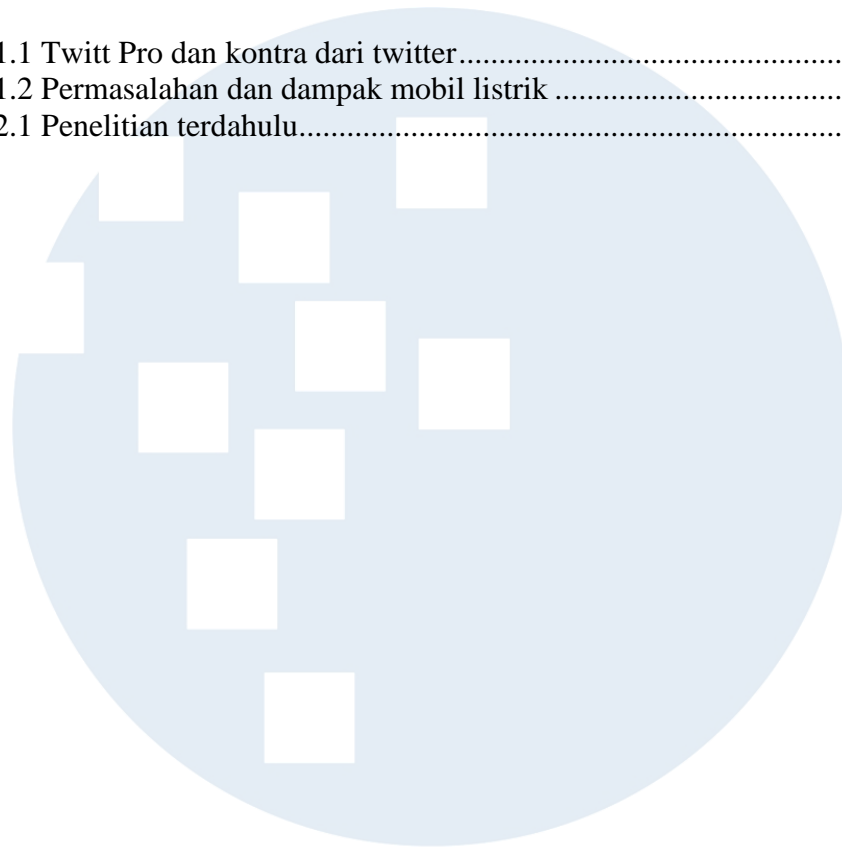 1.1 Twitt Pro dan kontra dari twitter...............................................
1.2 Permasalahan dan dampak mobil listrik....................................
2.1 Penelitian terdahulu...................................................................